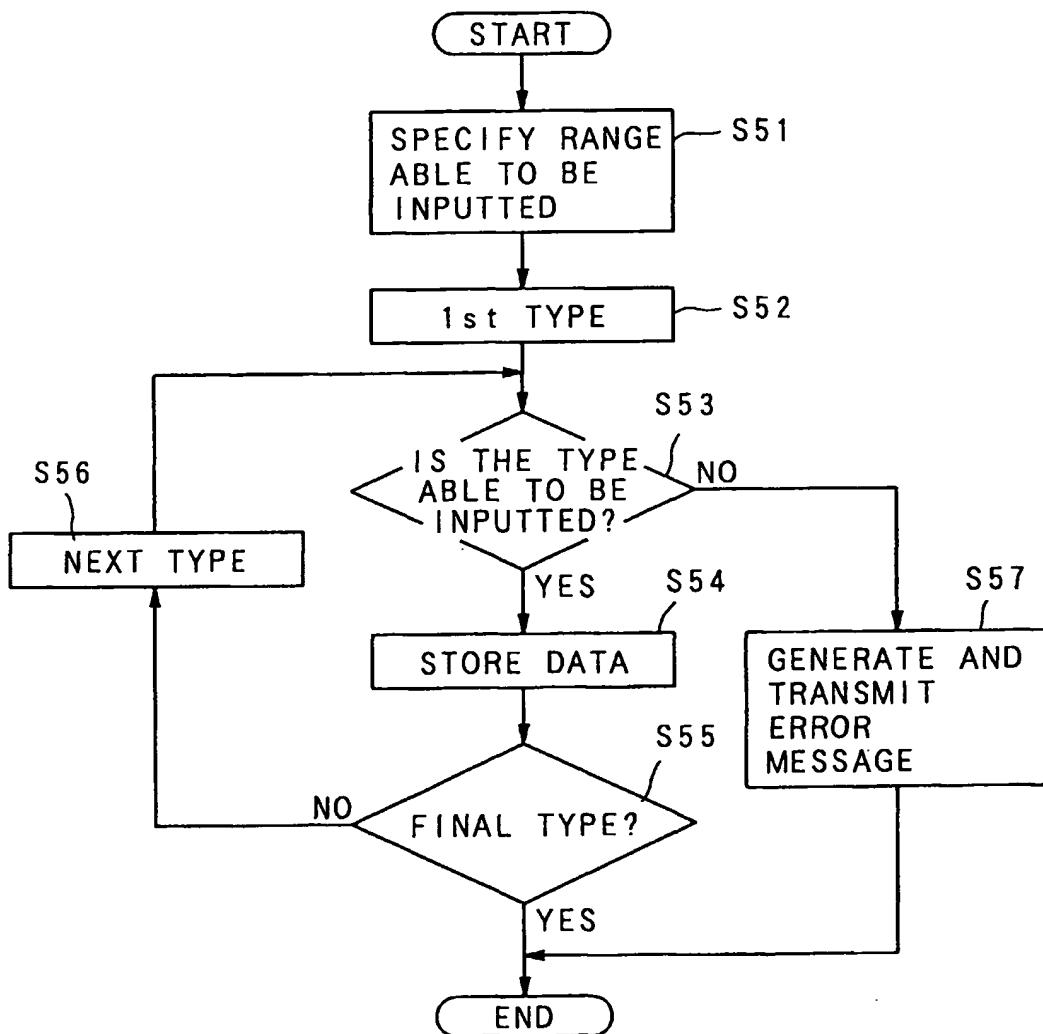 START
SPECIFY RANGE
ABLE TO BE
INPUTTED
S51
1st TYPE
S52
S53
IS THE TYPE
ABLE TO BE
INPUTTED?
NO
S56
NEXT TYPE
YES
S54
STORE DATA
S57
GENERATE AND
TRANSMIT
ERROR
MESSAGE
S55
FINAL TYPE?
NO
YES
END